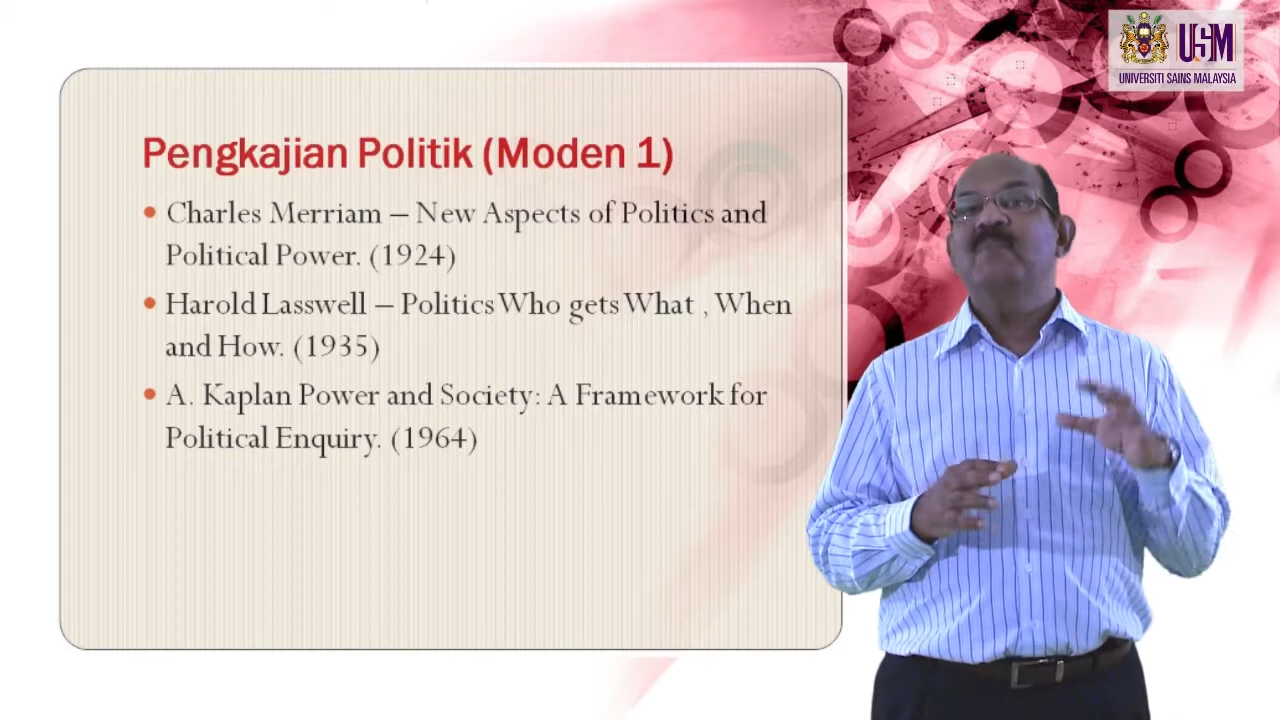 USM
UNIVERSITI SAINS MALAYSIA
Pengkajian Politik (Moden 1)
• Charles Merriam – New Aspects of Politics and
Political Power. (1924)
• Harold Lasswell – Politics Who gets What , When
and How. (1935)
• A. Kaplan Power and Society: A Framework for
Political Enquiry. (1964)